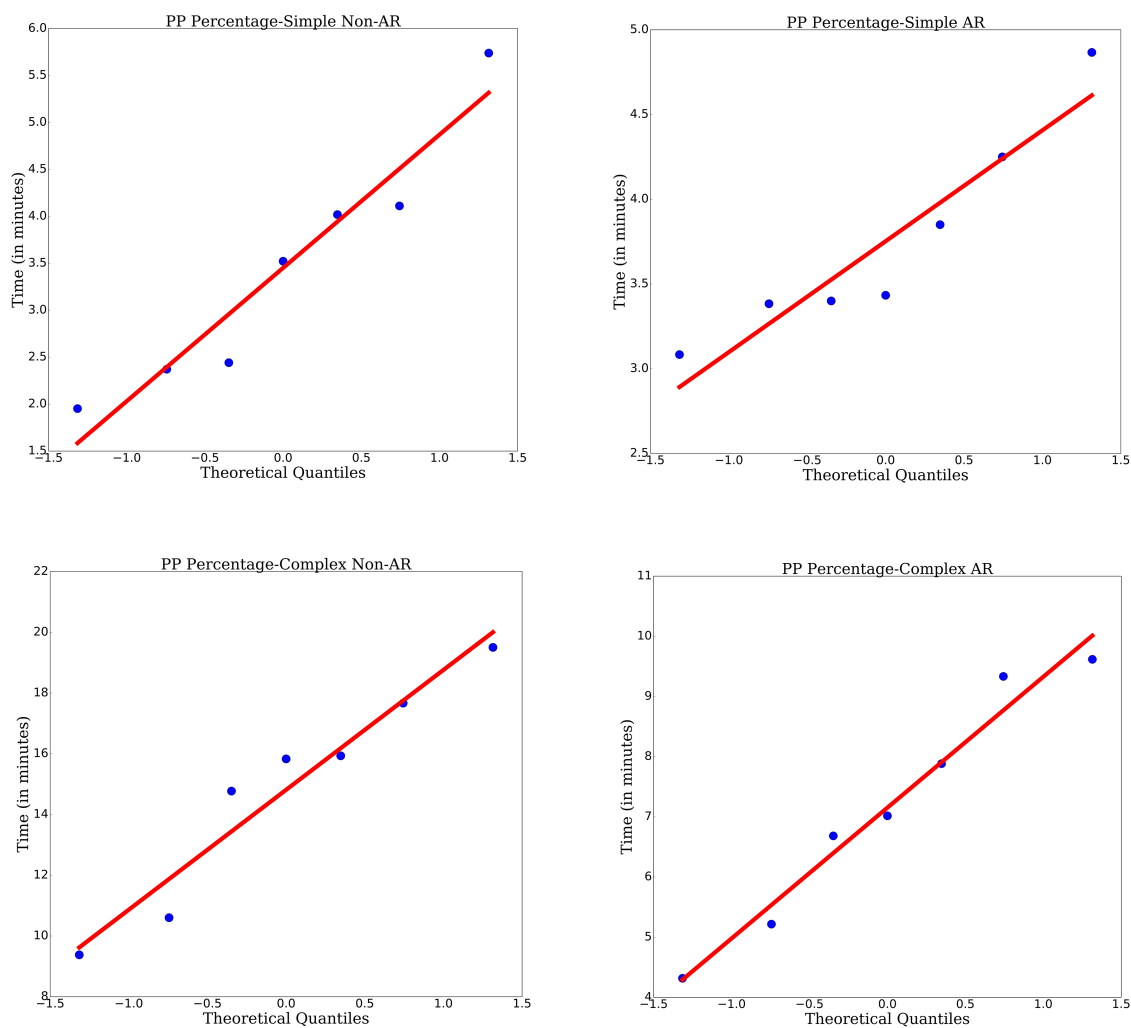 PP Percentage-Simple Non-AR
6.0
5.5
5.0
4.5
4.0
3.5
3.0
2.5
2.0
1.5
Time (in minutes)
−1.5 −1.0 −0.5 0.0 0.5 1.0 1.5
Theoretical Quantiles
PP Percentage-Simple AR
5.0
4.5
4.0
3.5
3.0
2.5
Time (in minutes)
−1.5 −1.0 −0.5 0.0 0.5 1.0 1.5
Theoretical Quantiles
PP Percentage-Complex Non-AR
22
20
18
16
14
12
10
8
Time (in minutes)
−1.5 −1.0 −0.5 0.0 0.5 1.0 1.5
Theoretical Quantiles
PP Percentage-Complex AR
11
10
9
8
7
6
5
4
Time (in minutes)
−1.5 −1.0 −0.5 0.0 0.5 1.0 1.5
Theoretical Quantiles